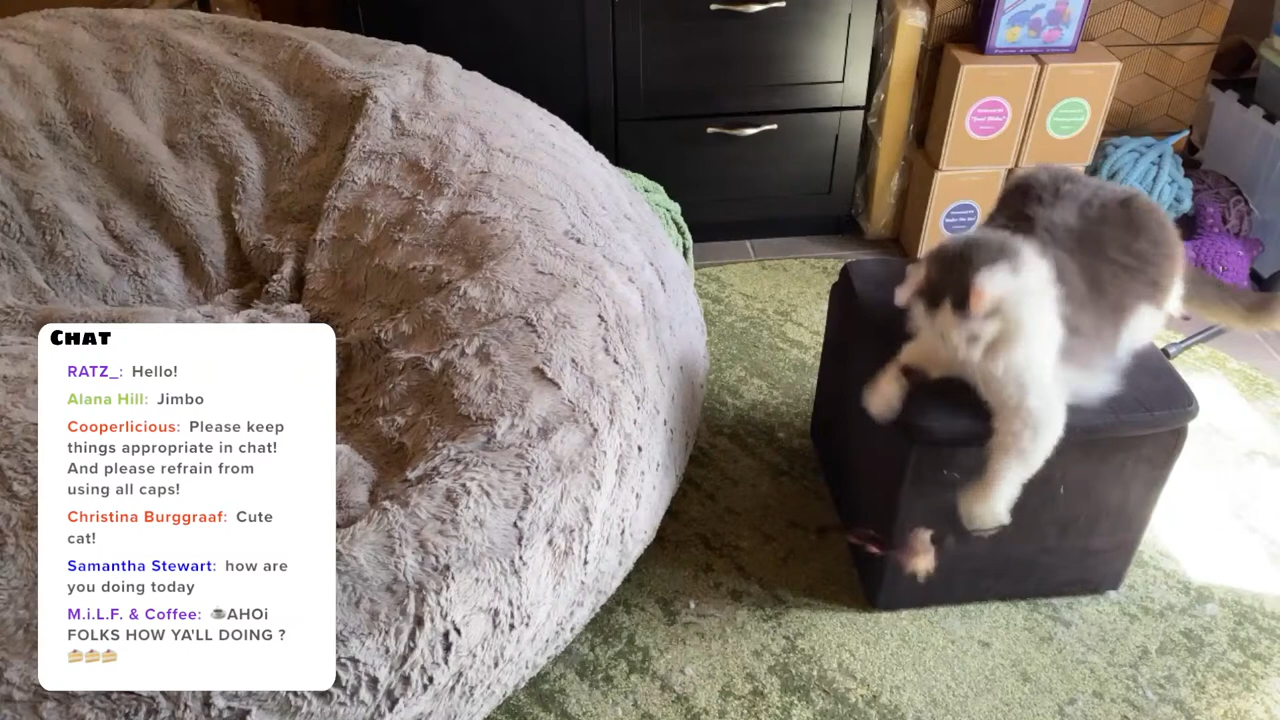 CHAT
RATZ_: Hello!
Alana Hill: Jimbo
Cooperlicious: Please keep
things appropriate in chat!
And please refrain from
using all caps!
Christina Burggraaf: Cute
cat!
Samantha Stewart: how are
you doing today
M.i.L.F. & Coffee: ☕AHOi
FOLKS HOW YA'LL DOING ?
🍰🍰🍰